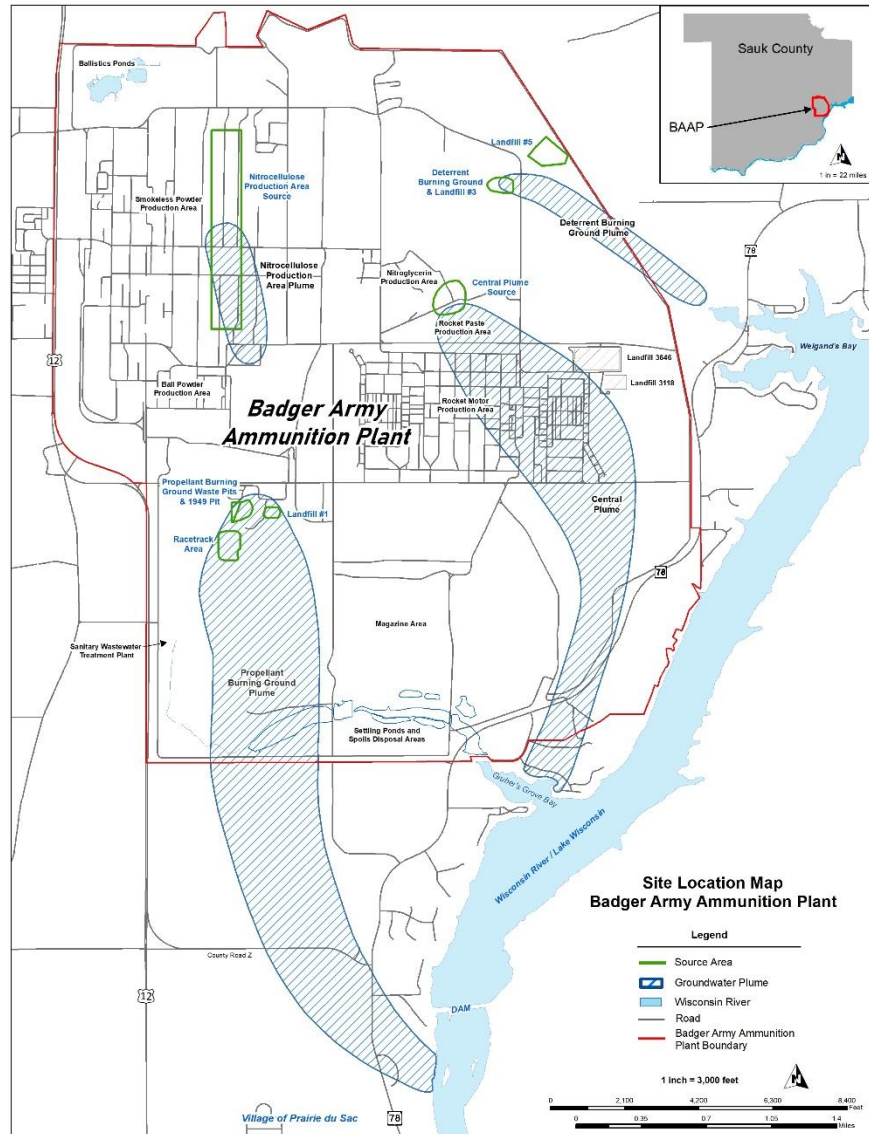 Ballistics Ponds
Sauk County
BAAP
1 in = 22 miles
Landfill #5
Nitrocellulose
Production Area
Source
Deterrent
Burning Ground
& Landfill #3
Smokeless Powder
Production Area
Deterrent Burning
Ground Plume
78
Nitrocellulose
Production
Area Plume
Nitroglycerin
Production Area
Central Plume
Source
Rocket Paste
Production Area
Weigand's Bay
12
Landfill 3646
Landfill 3118
Ball Powder
Production Area
Rocket Motor
Production Area
Badger Army
Ammunition Plant
Propellant Burning
Ground Waste Pits
& 1949 Pit
Landfill #1
Central
Plume
Racetrack
Area
78
Magazine Area
Sanitary Wastewater
Treatment Plant
Propellant
Burning Ground
Plume
Settling Ponds and
Spoils Disposal Areas
Gruber's Grove Bay
Wisconsin River / Lake Wisconsin
Site Location Map
Badger Army Ammunition Plant
Legend
Source Area
Groundwater Plume
Wisconsin River
Road
Badger Army Ammunition
Plant Boundary
County Road Z
12
DAM
1 inch = 3,000 feet
N
0 2,100 4,200 6,300 8,400
Feet
0 0.35 0.7 1.05 1.4
Miles
Village of Prairie du Sac
78